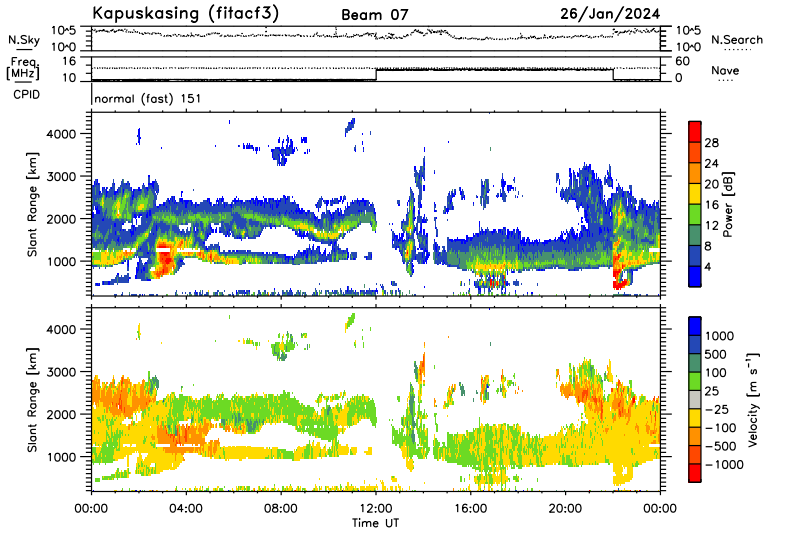 Kapuskasing (fitacf3) Beam 07 26/Jan/2024
N.Sky 10^5 10^0 10^5 10^0 N.Search
Freq. [MHz] 16 10 60 0 Nave
CPID normal (fast) 151
Slant Range [km]
4000
3000
2000
1000
Power [dB]
28
24
20
16
12
8
4
Slant Range [km]
4000
3000
2000
1000
Velocity [m s⁻¹]
1000
500
100
25
-25
-100
-500
-1000
00:00 04:00 08:00 12:00 16:00 20:00 00:00
Time UT